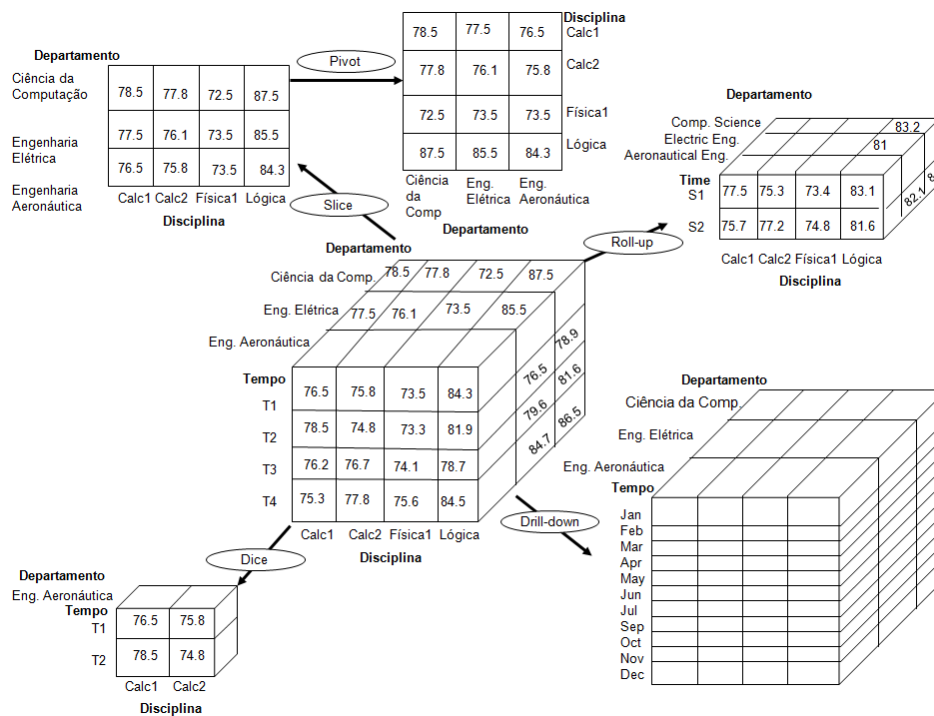 Departamento
Ciência da
Computação
78.5 77.8 72.5 87.5
Engenharia
Elétrica
77.5 76.1 73.5 85.5
Engenharia
Aeronáutica
76.5 75.8 73.5 84.3
Calc1 Calc2 Física1 Lógica
Disciplina
Pivot
Disciplina
78.5 77.5 76.5 Calc1
77.8 76.1 75.8 Calc2
72.5 73.5 73.5 Física1
87.5 85.5 84.3 Lógica
Ciência da Comp
Eng. Elétrica
Eng. Aeronáutica
Departamento
Slice
Departamento
Comp. Science 83.2
Electric Eng. 81
Aeronautical Eng.
Time
S1 77.5 75.3 73.4 83.1
S2 75.7 77.2 74.8 81.6
82.1
8
Calc1 Calc2 Física1 Lógica
Disciplina
Roll-up
Departamento
Ciência da Comp. 78.5 77.8 72.5 87.5
Eng. Elétrica 77.5 76.1 73.5 85.5
Eng. Aeronáutica
Tempo
T1 76.5 75.8 73.5 84.3
T2 78.5 74.8 73.3 81.9
T3 76.2 76.7 74.1 78.7
T4 75.3 77.8 75.6 84.5
76.5 78.9
79.6 81.6
84.7 86.5
Calc1 Calc2 Física1 Lógica
Disciplina
Drill-down
Departamento
Ciência da Comp.
Eng. Elétrica
Eng. Aeronáutica
Tempo
Jan
Feb
Mar
Apr
May
Jun
Jul
Sep
Oct
Nov
Dec
Dice
Departamento
Eng. Aeronáutica
Tempo
T1 76.5 75.8
T2 78.5 74.8
Calc1 Calc2
Disciplina